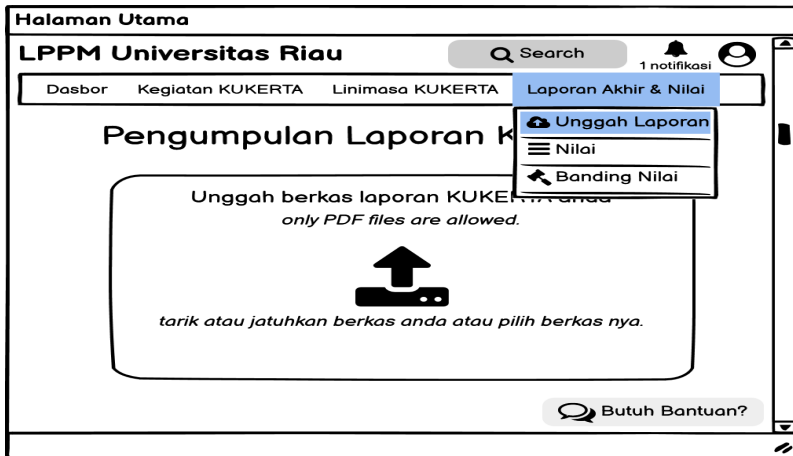 Halaman Utama
LPPM Universitas Riau
Search
1 notifikasi
Dasbor Kegiatan KUKERTA Linimasa KUKERTA Laporan Akhir & Nilai
Unggah Laporan
Nilai
Banding Nilai
Pengumpulan Laporan
Unggah berkas laporan anda
only PDF files are allowed.
tarik atau jatuhkan berkas anda atau pilih berkas nya.
Butuh Bantuan?